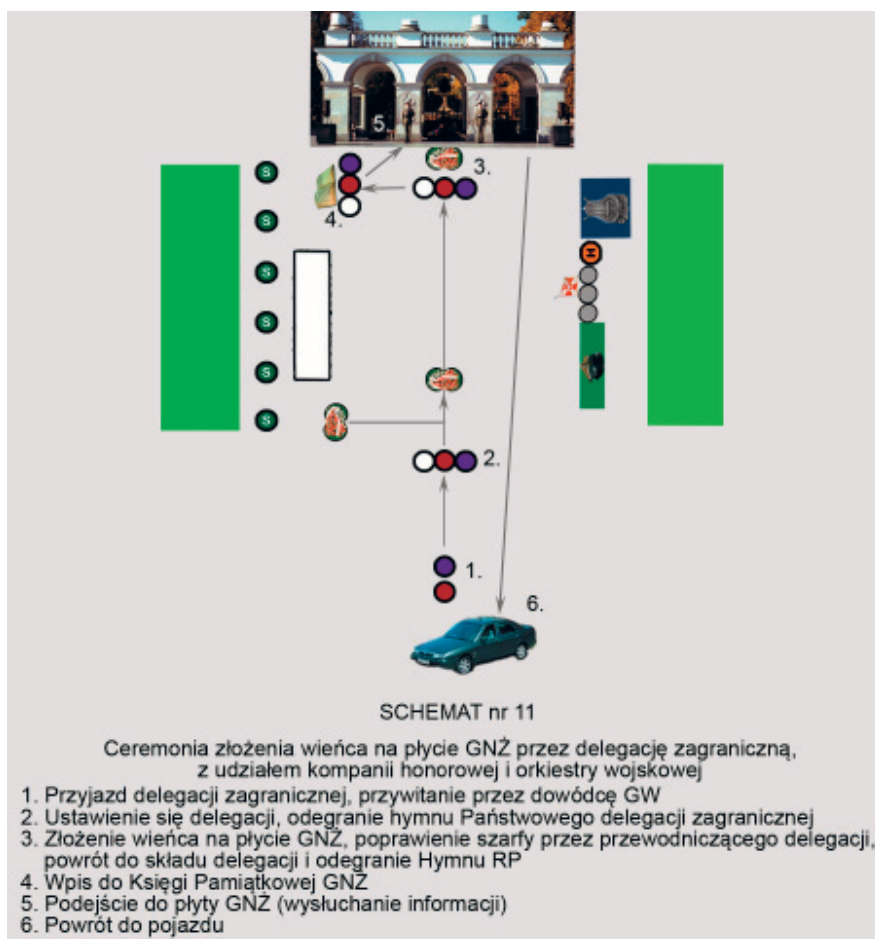 5.
3.
4.
S
S
S
S
S
S
H
2.
1.
6.
SCHEMAT nr 11
Ceremonia złożenia wieńca na płycie GNŻ przez delegację zagraniczną,
z udziałem kompanii honorowej i orkiestry wojskowej
1. Przyjazd delegacji zagranicznej, przywitanie przez dowódcę GW
2. Ustawienie się delegacji, odegranie hymnu Państwowego delegacji zagranicznej
3. Złożenie wieńca na płycie GNŻ, poprawienie szarfy przez przewodniczącego delegacji,
powrót do składu delegacji i odegranie Hymnu RP
4. Wpis do Księgi Pamiątkowej GNŻ
5. Podejście do płyty GNŻ (wysłuchanie informacji)
6. Powrót do pojazdu